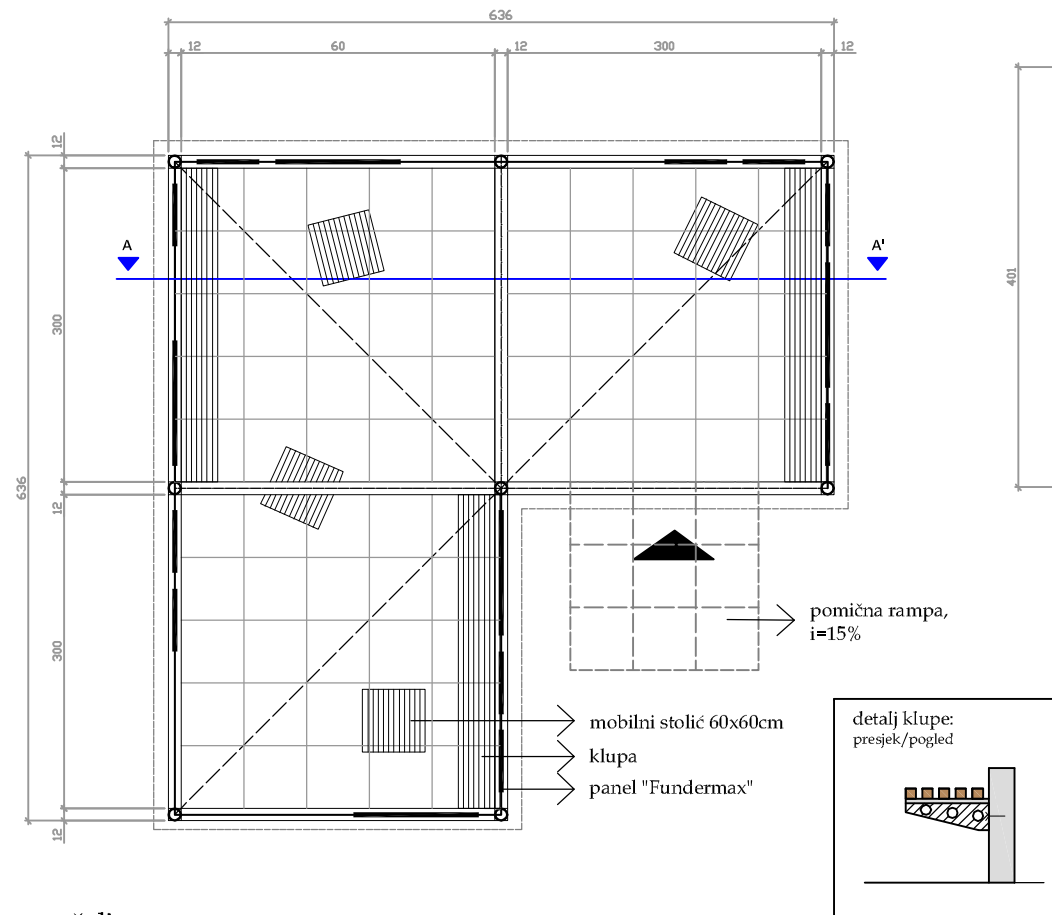 636
12 60 12 300 12
12
A A'
401
300
636
12
300
12
pomična rampa,
i=15%
mobilni stolić 60x60cm
klupa
panel "Fundermax"
detalj klupe:
presjek/pogled